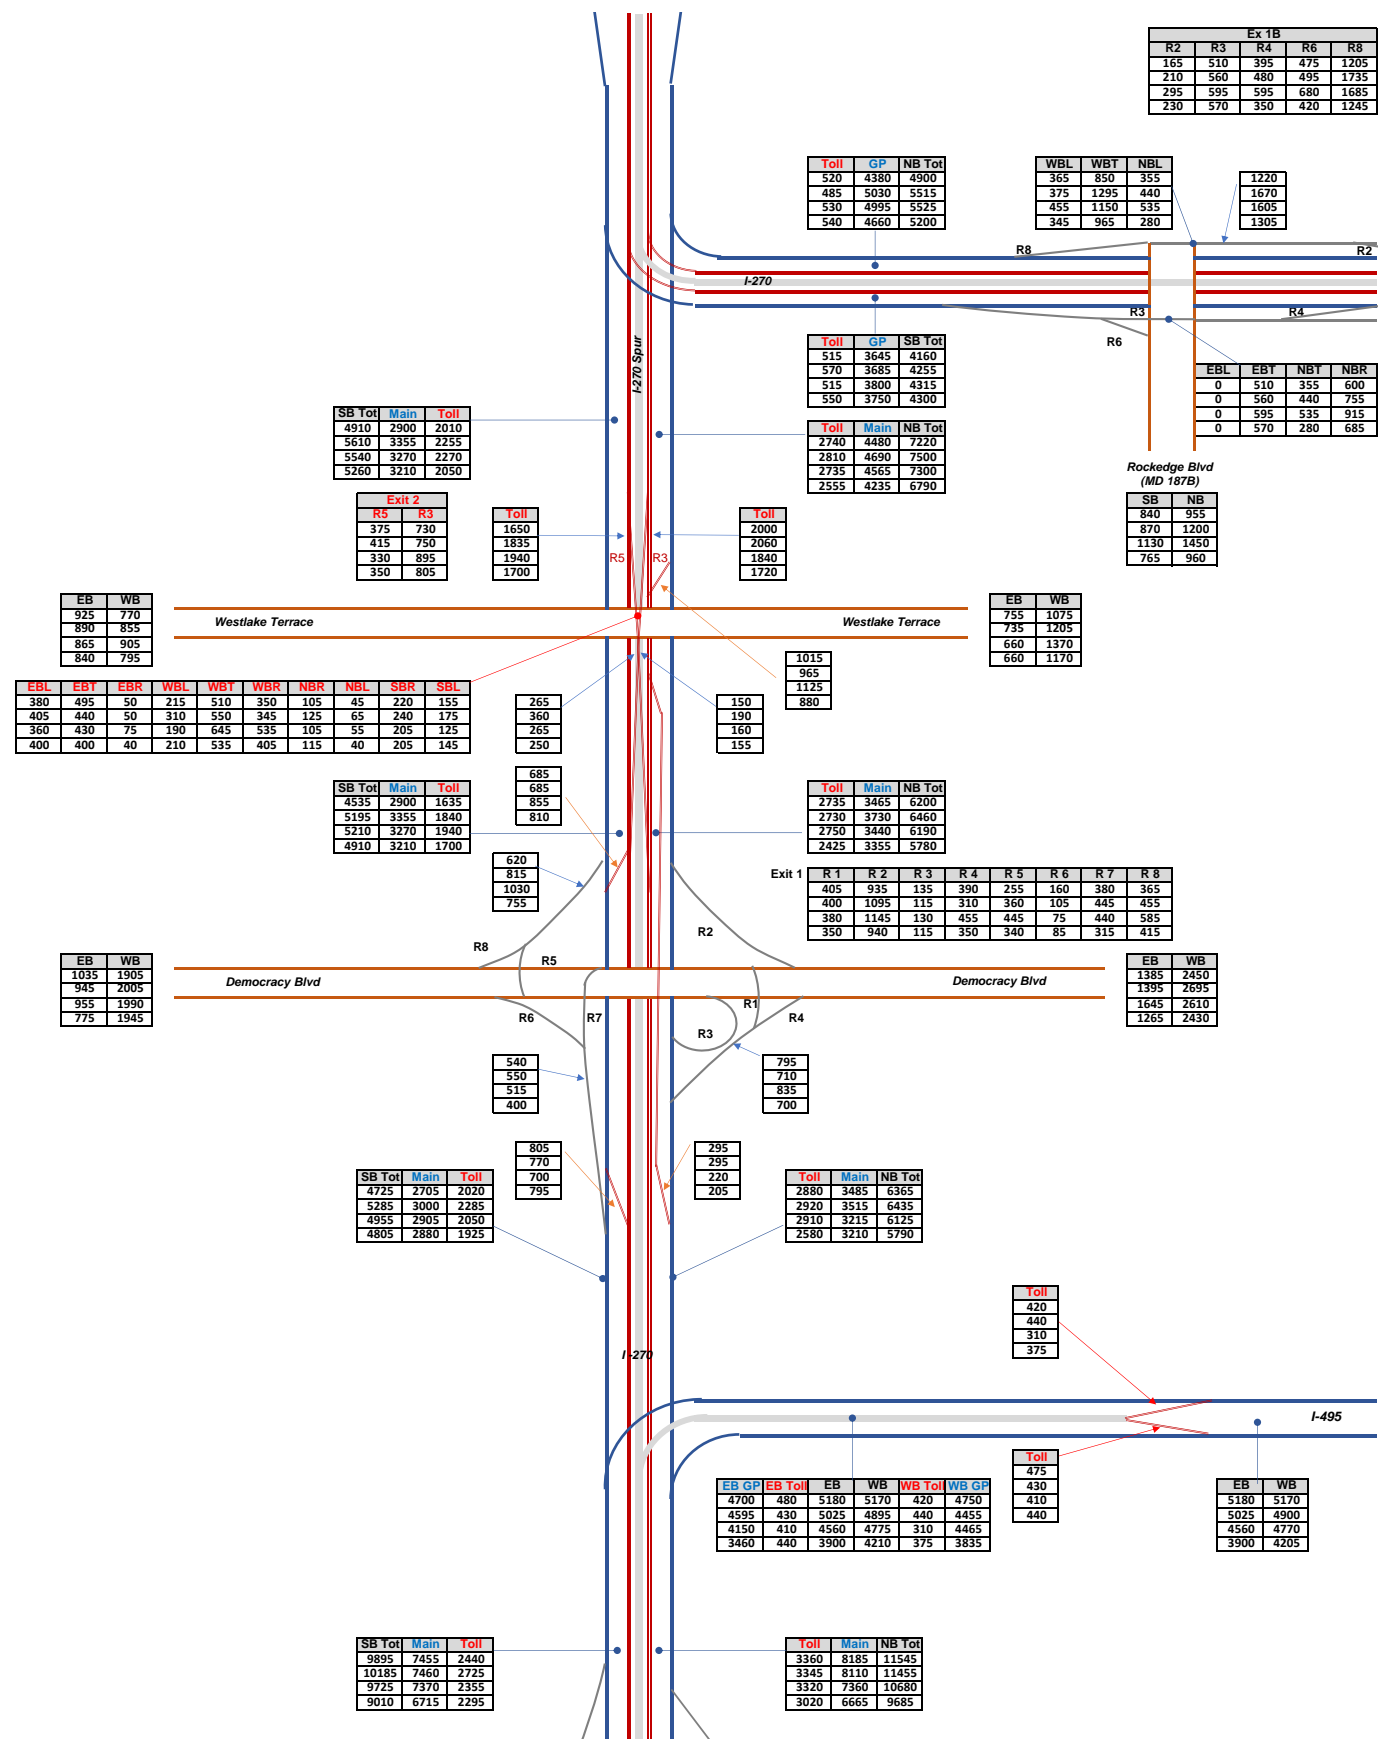 Ex 1B
R2 R3 R4 R6 R8
165 510 395 475 1205
210 560 480 495 1735
295 595 595 680 1685
230 570 350 420 1245
Toll GP NB Tot
520 4380 4900
485 5030 5515
530 4995 5525
540 4660 5200
WBL WBT NBL
365 850 355
375 1295 440
455 1150 535
345 965 280
1220
1670
1605
1305
R8
R2
I-270
R3
R4
R6
I-270 Spur
Toll GP SB Tot
515 3645 4160
570 3685 4255
515 3800 4315
550 3750 4300
EBL EBT NBT NBR
0 510 355 600
0 560 440 755
0 595 535 915
0 570 280 685
SB Tot Main Toll
4910 2900 2010
5610 3355 2255
5540 3270 2270
5260 3210 2050
Toll Main NB Tot
2740 4480 7220
2810 4690 7500
2735 4565 7300
2555 4235 6790
Rockedge Blvd
(MD 187B)
SB NB
840 955
870 1200
1130 1450
765 960
Exit 2
R5 R3
375 730
415 750
330 895
350 805
Toll
1650
1835
1940
1700
Toll
2000
2060
1840
1720
R5
R3
EB WB
925 770
890 855
865 905
840 795
Westlake Terrace
Westlake Terrace
EB WB
755 1075
735 1205
660 1370
660 1170
1015
965
1125
880
EBL EBT EBR WBL WBT WBR NBR NBL SBR SBL
380 495 50 215 510 350 105 45 220 155
405 440 50 310 550 345 125 65 240 175
360 430 75 190 645 535 105 55 205 125
400 400 40 210 535 405 115 40 205 145
265
360
265
250
150
190
160
155
685
685
855
810
SB Tot Main Toll
4535 2900 1635
5195 3355 1840
5210 3270 1940
4910 3210 1700
Toll Main NB Tot
2735 3465 6200
2730 3730 6460
2750 3440 6190
2425 3355 5780
620
815
1030
755
Exit 1
R 1 R 2 R 3 R 4 R 5 R 6 R 7 R 8
405 935 135 390 255 160 380 365
400 1095 115 310 360 105 445 455
380 1145 130 455 445 75 440 585
350 940 115 350 340 85 315 415
R2
R8
R5
EB WB
1035 1905
945 2005
955 1990
775 1945
Democracy Blvd
Democracy Blvd
EB WB
1385 2450
1395 2695
1645 2610
1265 2430
R6
R7
R1
R4
R3
540
550
515
400
795
710
835
700
805
770
700
795
295
295
220
205
SB Tot Main Toll
4725 2705 2020
5285 3000 2285
4955 2905 2050
4805 2880 1925
Toll Main NB Tot
2880 3485 6365
2920 3515 6435
2910 3215 6125
2580 3210 5790
Toll
420
440
310
375
I-270
I-495
Toll
475
430
410
440
EB GP EB Toll EB WB WB Toll WB GP
4700 480 5180 5170 420 4750
4595 430 5025 4895 440 4455
4150 410 4560 4775 310 4465
3460 440 3900 4210 375 3835
EB WB
5180 5170
5025 4900
4560 4770
3900 4205
SB Tot Main Toll
9895 7455 2440
10185 7460 2725
9725 7370 2355
9010 6715 2295
Toll Main NB Tot
3360 8185 11545
3345 8110 11455
3320 7360 10680
3020 6665 9685